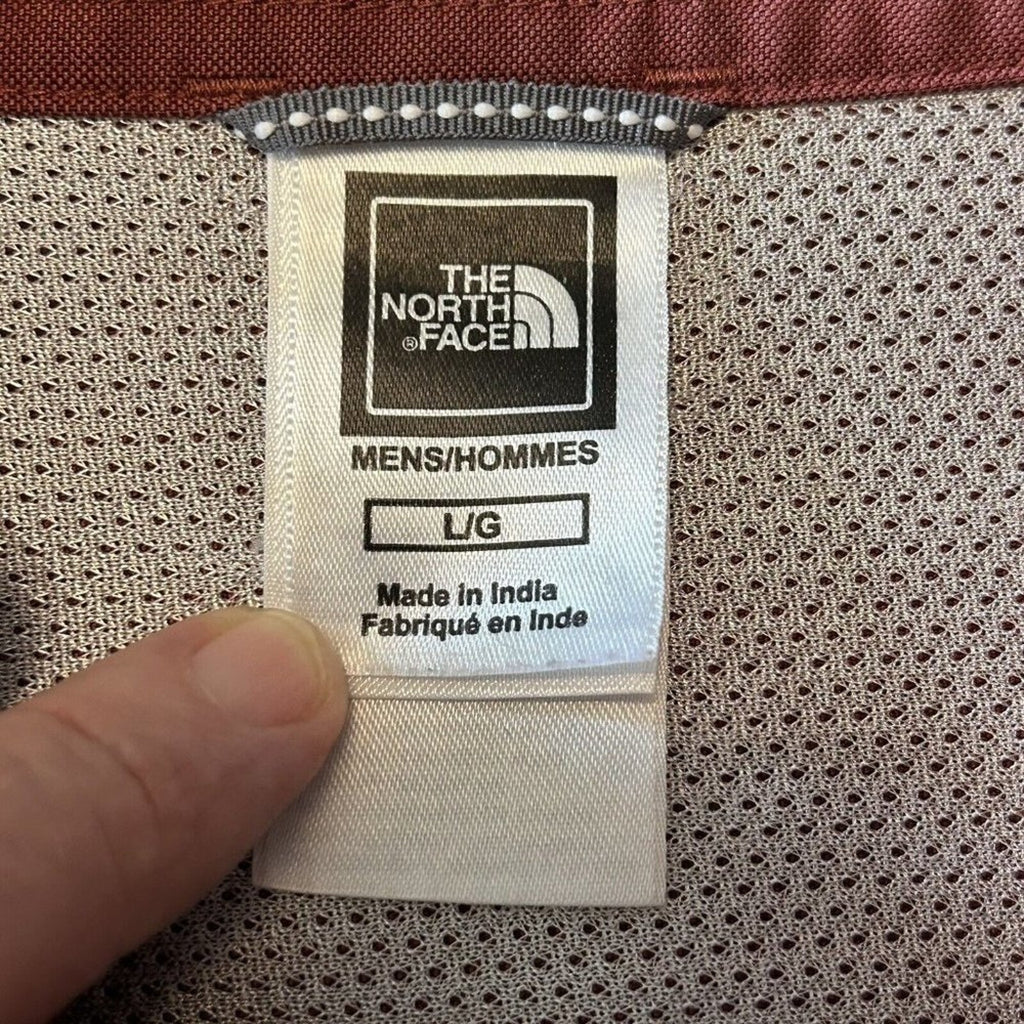 THE
NORTH
®FACE
MENS/HOMMES
L/G
Made in India
Fabriqué en Inde